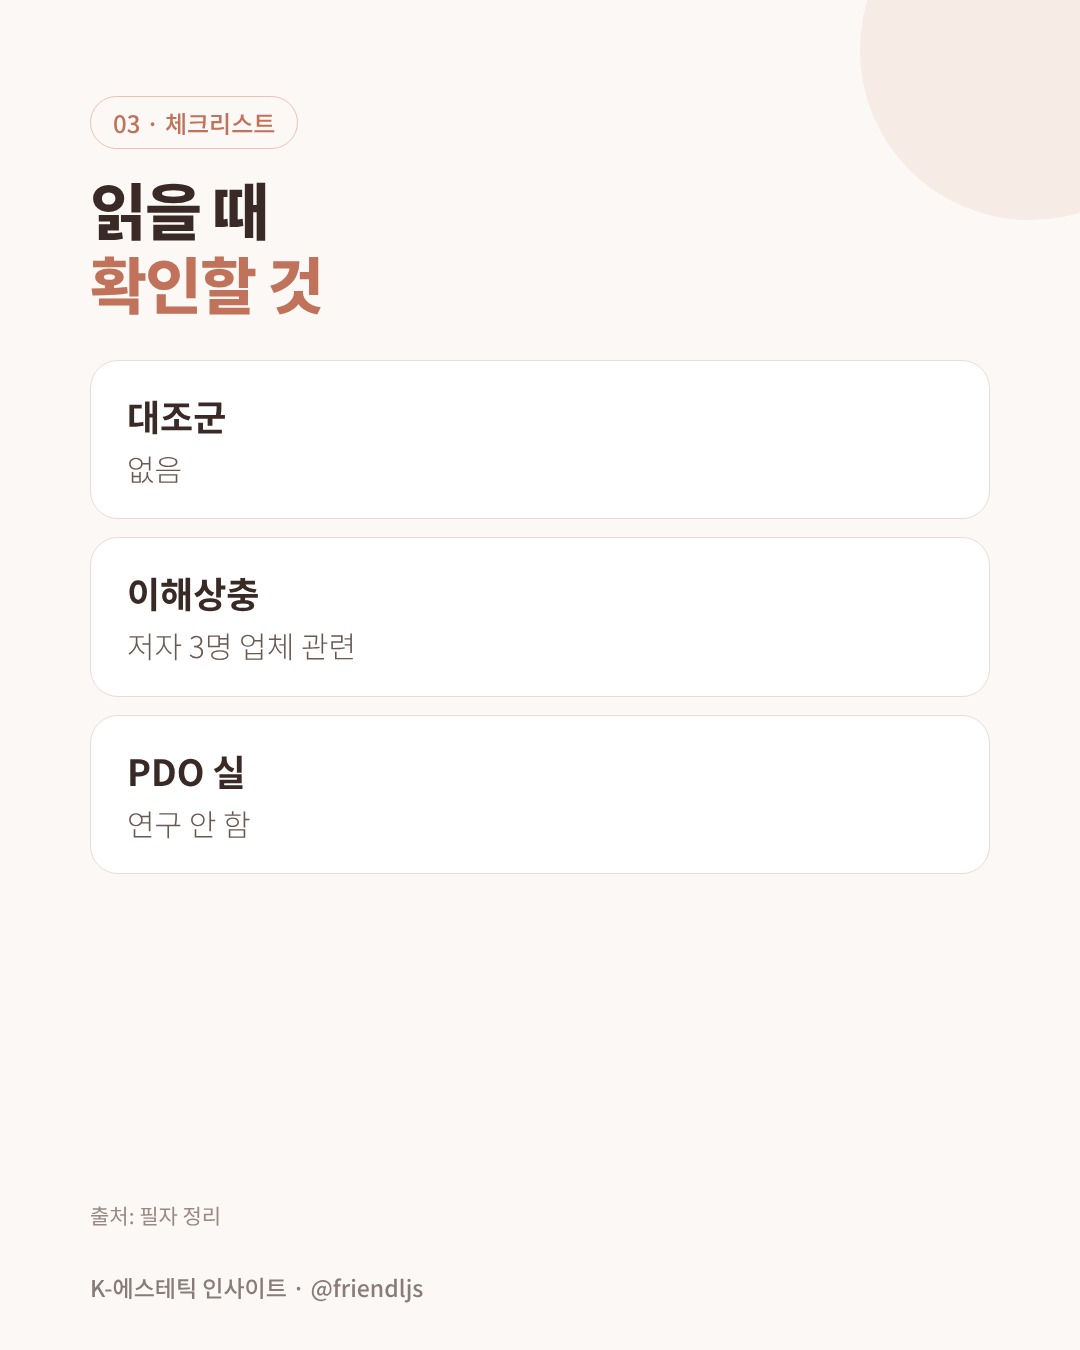 03 · 체크리스트
읽을 때
확인할 것
대조군
없음
이해상충
저자 3명 업체 관련
PDO 실
연구 안 함
출처: 필자 정리
K-에스테틱 인사이트 · @friendljs